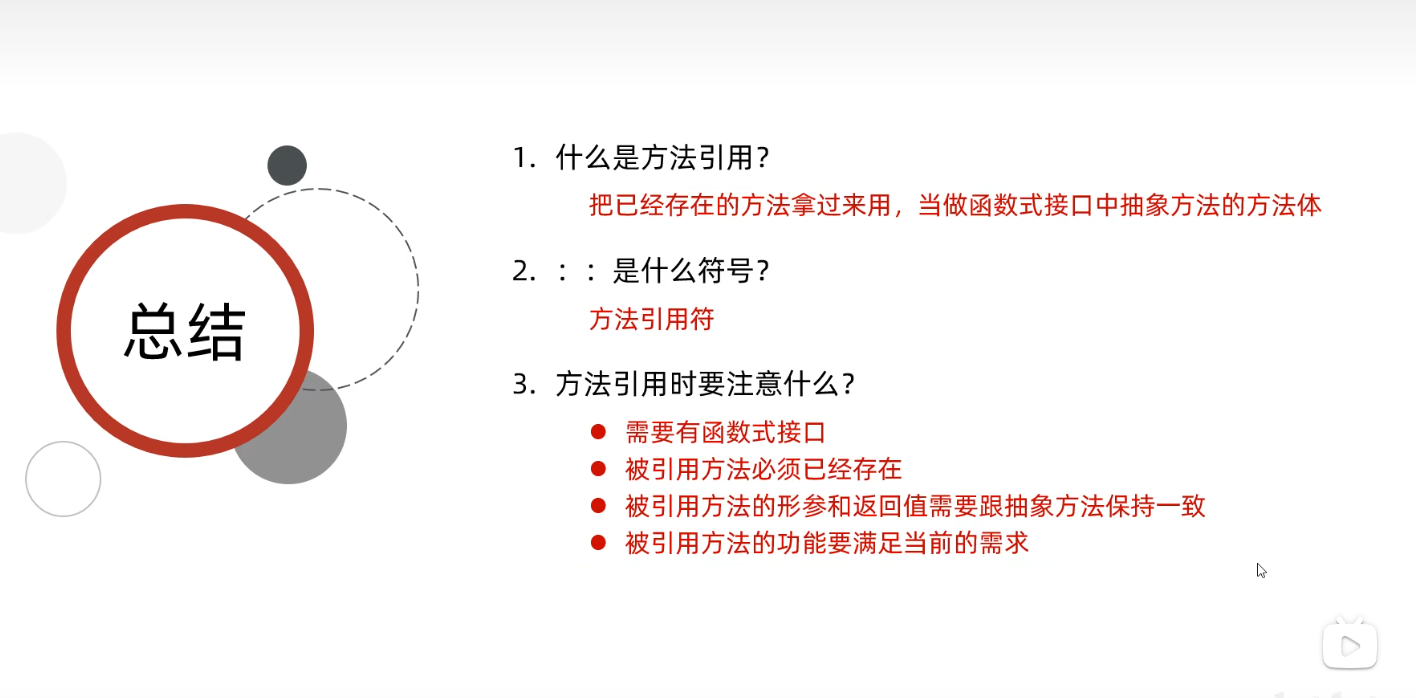 总结
1. 什么是方法引用？
把已经存在的方法拿过来用，当做函数式接口中抽象方法的方法体
2. ：：是什么符号？
方法引用符
3. 方法引用时要注意什么？
● 需要有函数式接口
● 被引用方法必须已经存在
● 被引用方法的形参和返回值需要跟抽象方法保持一致
● 被引用方法的功能要满足当前的需求